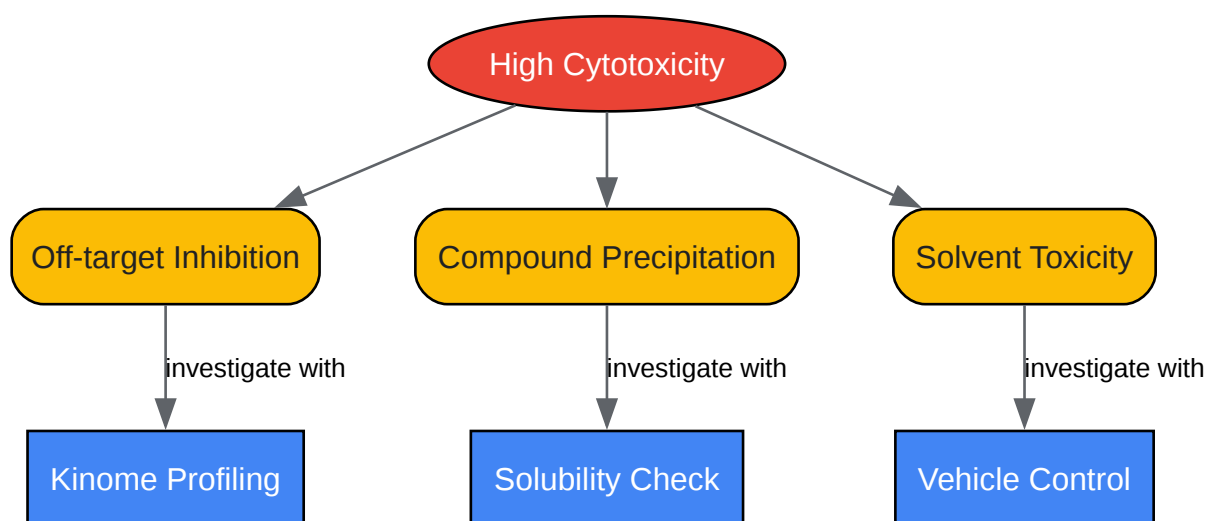 High Cytotoxicity
Off-target Inhibition
Compound Precipitation
Solvent Toxicity
investigate with
investigate with
investigate with
Kinome Profiling
Solubility Check
Vehicle Control